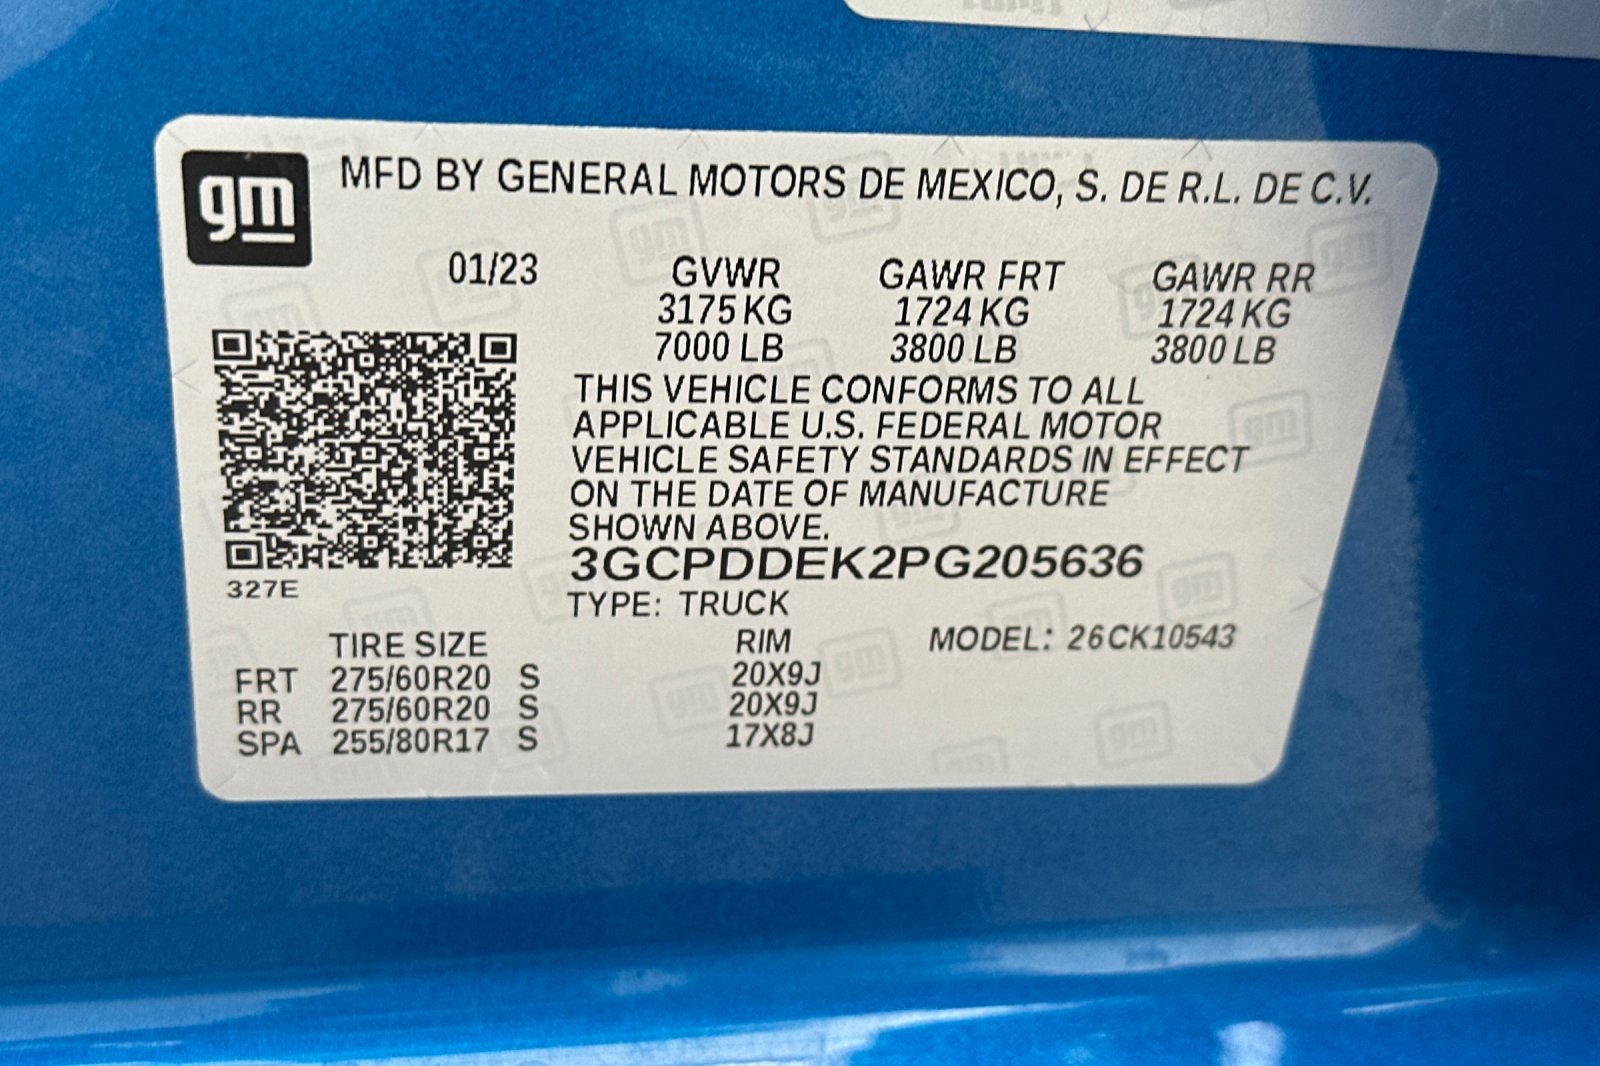 gm MFD BY GENERAL MOTORS DE MEXICO, S. DE R.L. DE C.V.
01/23 GVWR GAWR FRT GAWR RR
3175 KG 1724 KG 1724 KG
7000 LB 3800 LB 3800 LB
THIS VEHICLE CONFORMS TO ALL
APPLICABLE U.S. FEDERAL MOTOR
VEHICLE SAFETY STANDARDS IN EFFECT
ON THE DATE OF MANUFACTURE
SHOWN ABOVE.
3GCPDDEK2PG205636
327E
TYPE: TRUCK
TIRE SIZE RIM MODEL: 26CK10543
FRT 275/60R20 S 20X9J
RR 275/60R20 S 20X9J
SPA 255/80R17 S 17X8J